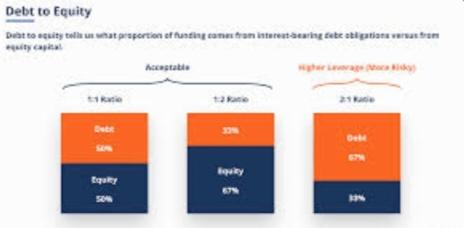 Debt to Equity
Debt to equity tells us what proportion of funding comes from interest-bearing debt obligations versus from
equity capital.
Acceptable
Higher Leverage (More Risky)
1:1 Ratio
1:2 Ratio
2:1 Ratio
Debt
50%
Equity
50%
33%
Equity
67%
Debt
67%
33%